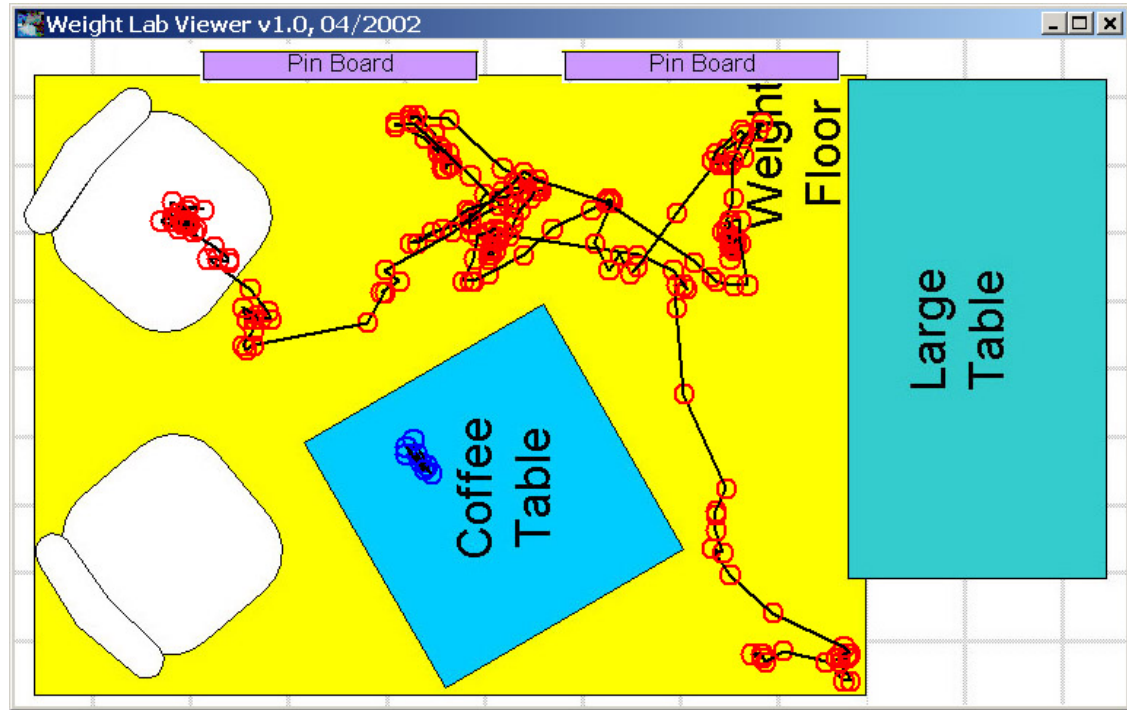 Weight Lab Viewer v1.0, 04/2002
Pin Board
Pin Board
Weight
Floor
Large
Table
Coffee
Table